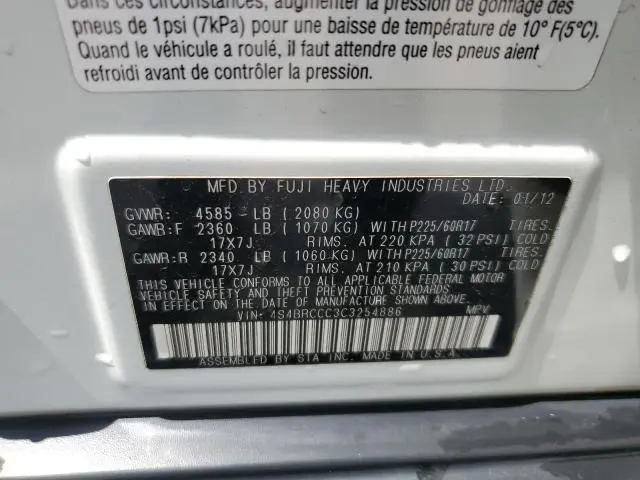 Dans ces circonstances, augmenter la pression de gonflage des
pneus de 1psi (7kPa) pour une baisse de température de 10° F(5°C).
Quand le véhicule a roulé, il faut attendre que les pneus aient
refroidi avant de contrôler la pression.
MFD.BY FUJI HEAVY INDUSTRIES LTD.
DATE: 01/12
GVWR: 4585 LB (2080 KG)
GAWR:F 2360 LB (1070 KG) WITH P225/60R17 TIRES.
17X7J RIMS. AT 220 KPA (32 PSI) COLD
GAWR:R 2340 LB (1060 KG) WITH P225/60R17 TIRES.
17X7J RIMS. AT 210 KPA (30 PSI) COLD
THIS VEHICLE CONFORMS TO ALL APPLICABLE FEDERAL MOTOR
VEHICLE SAFETY AND THEFT PREVENTION STANDARDS
IN EFFECT ON THE DATE OF MANUFACTURE SHOWN ABOVE.
VIN: 4S4BRCCC3C3254886 MPV
ASSEMBLED BY SIA INC. MADE IN U.S.A.